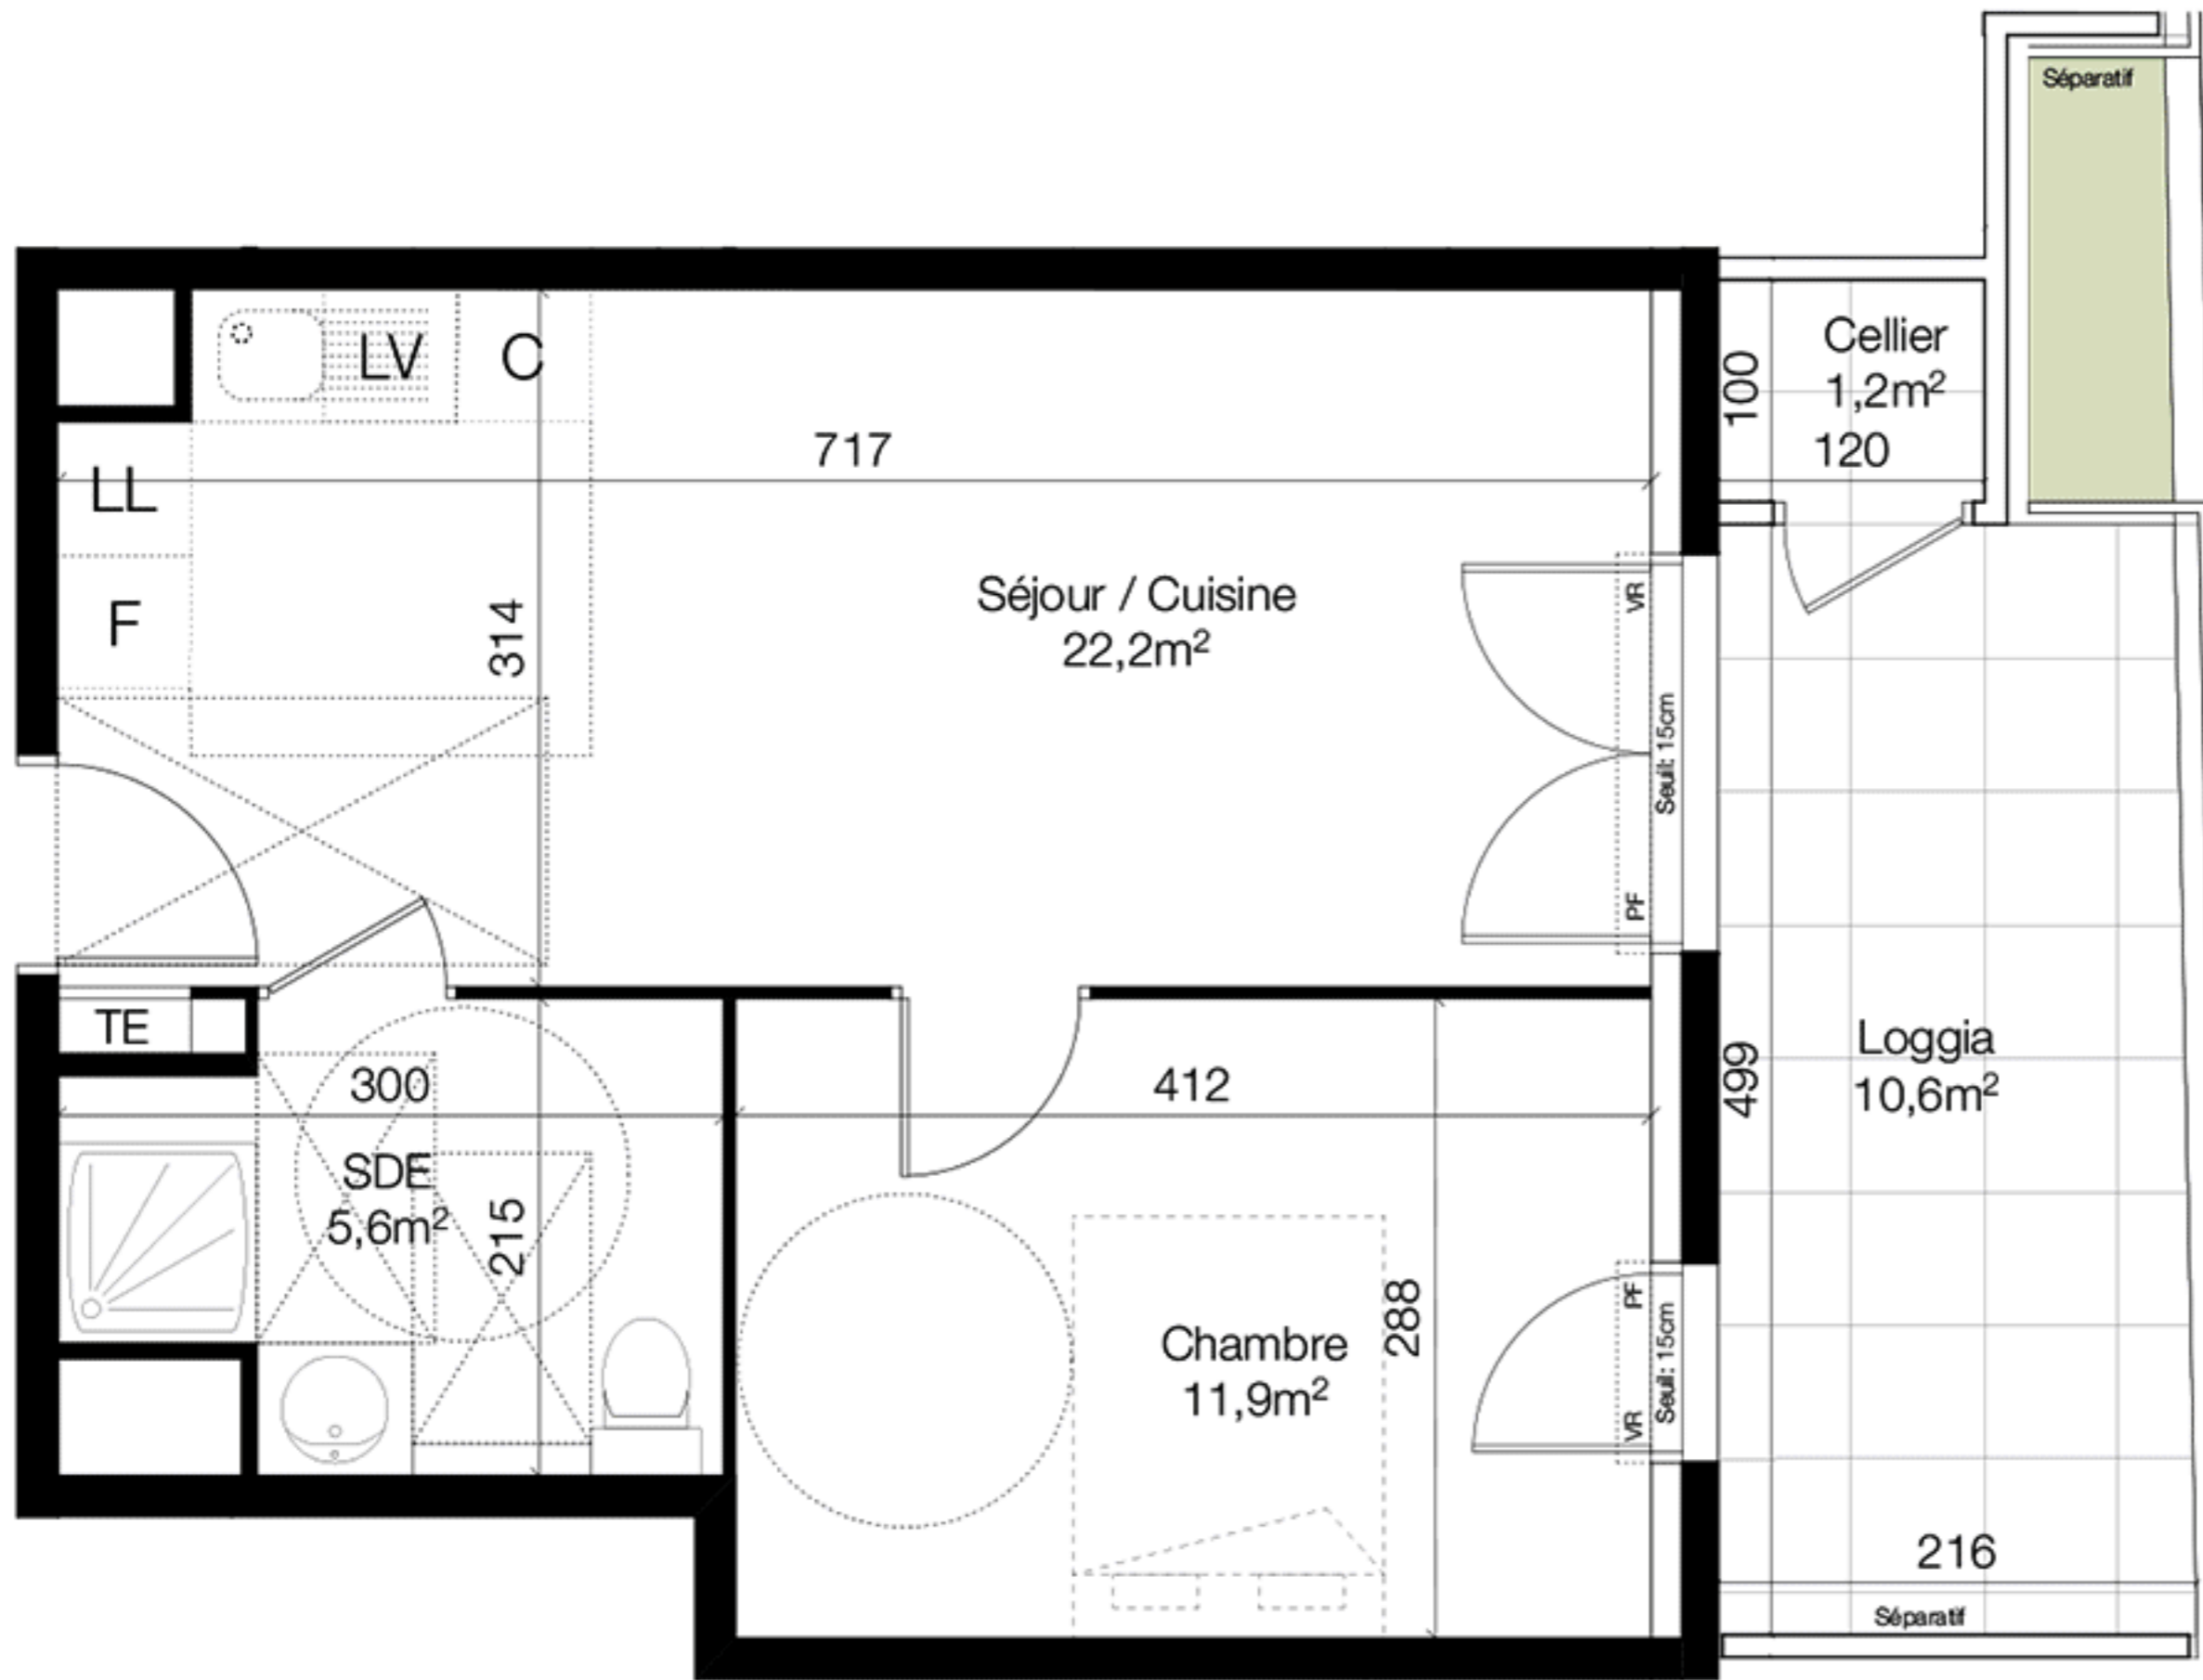 Séparatif
LV
C
Cellier
1,2m²
100
120
717
LL
F
314
Séjour / Cuisine
22,2m²
VR
Seuil: 15cm
PF
TE
300
412
499
Loggia
10,6m²
SDE
5,6m²
215
288
Chambre
11,9m²
PF
Seuil: 15cm
VR
216
Séparatif